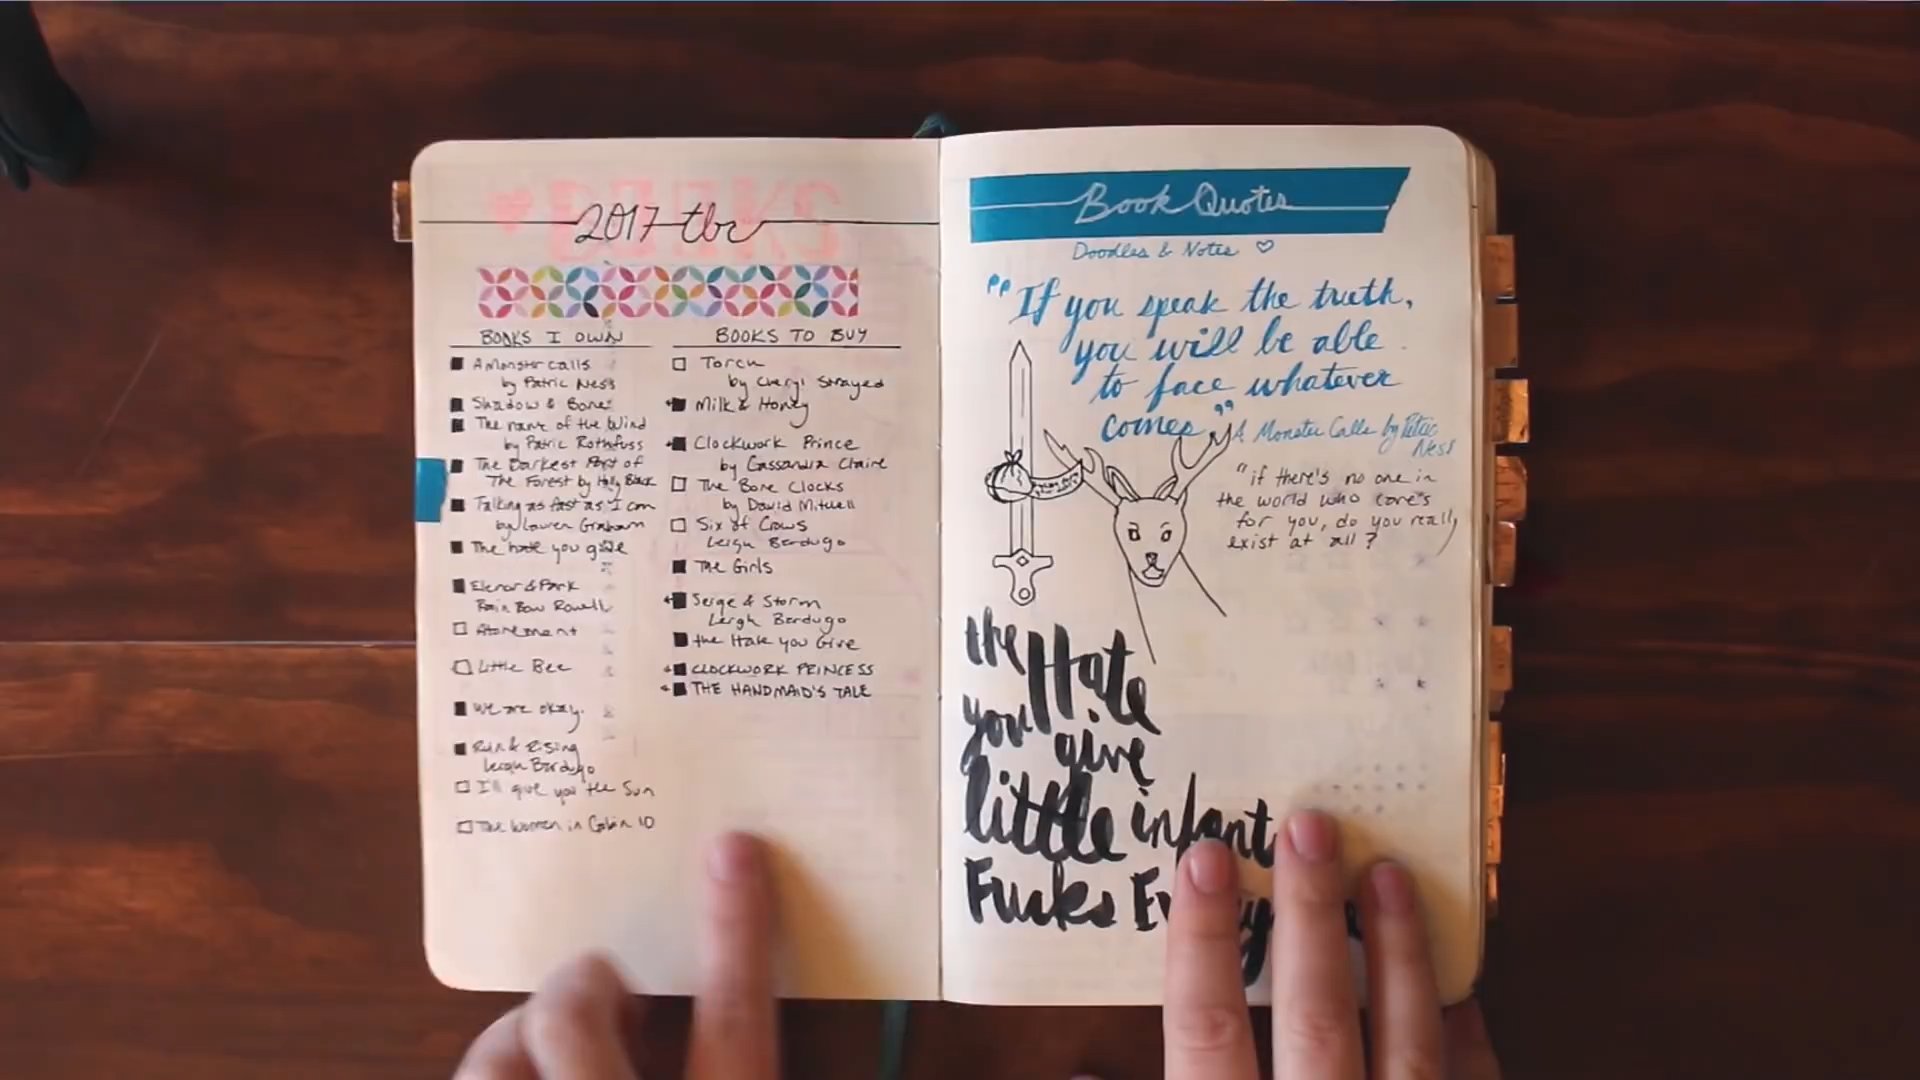 2017 tbr
BOOKS I OWN
A Monster Calls
by Patric Ness
Shadow & Bone
The name of the Wind
by Patric Rothfuss
The Darkest Part of
The Forest by Holly Black
Talking as fast as I can
by Lauren Graham
The hate you give
Elenor & Park
Rain Bow Rowell
Atonement
Little Bee
We are okay.
Ruin & Rising
Leigh Bardugo
I'll give you the Sun
The Women in Cabin 10
BOOKS TO BUY
Torch
by Cheryl Strayed
Milk & Honey
Clockwork Prince
by Cassandra Claire
The Bone Clocks
by David Mitchell
Six of Crows
Leigh Bardugo
The Girls
Seige & Storm
Leigh Bardugo
the Hate you Give
CLOCKWORK PRINCESS
THE HANDMAID'S TALE
Book Quotes
Doodles & Notes
"If you speak the truth,
you will be able
to face whatever
comes"
A Monster Calls by Patric
Ness
"if there's no one in
the world who care's
for you, do you really
exist at all?
the Hate
you give
little infant
Fucks